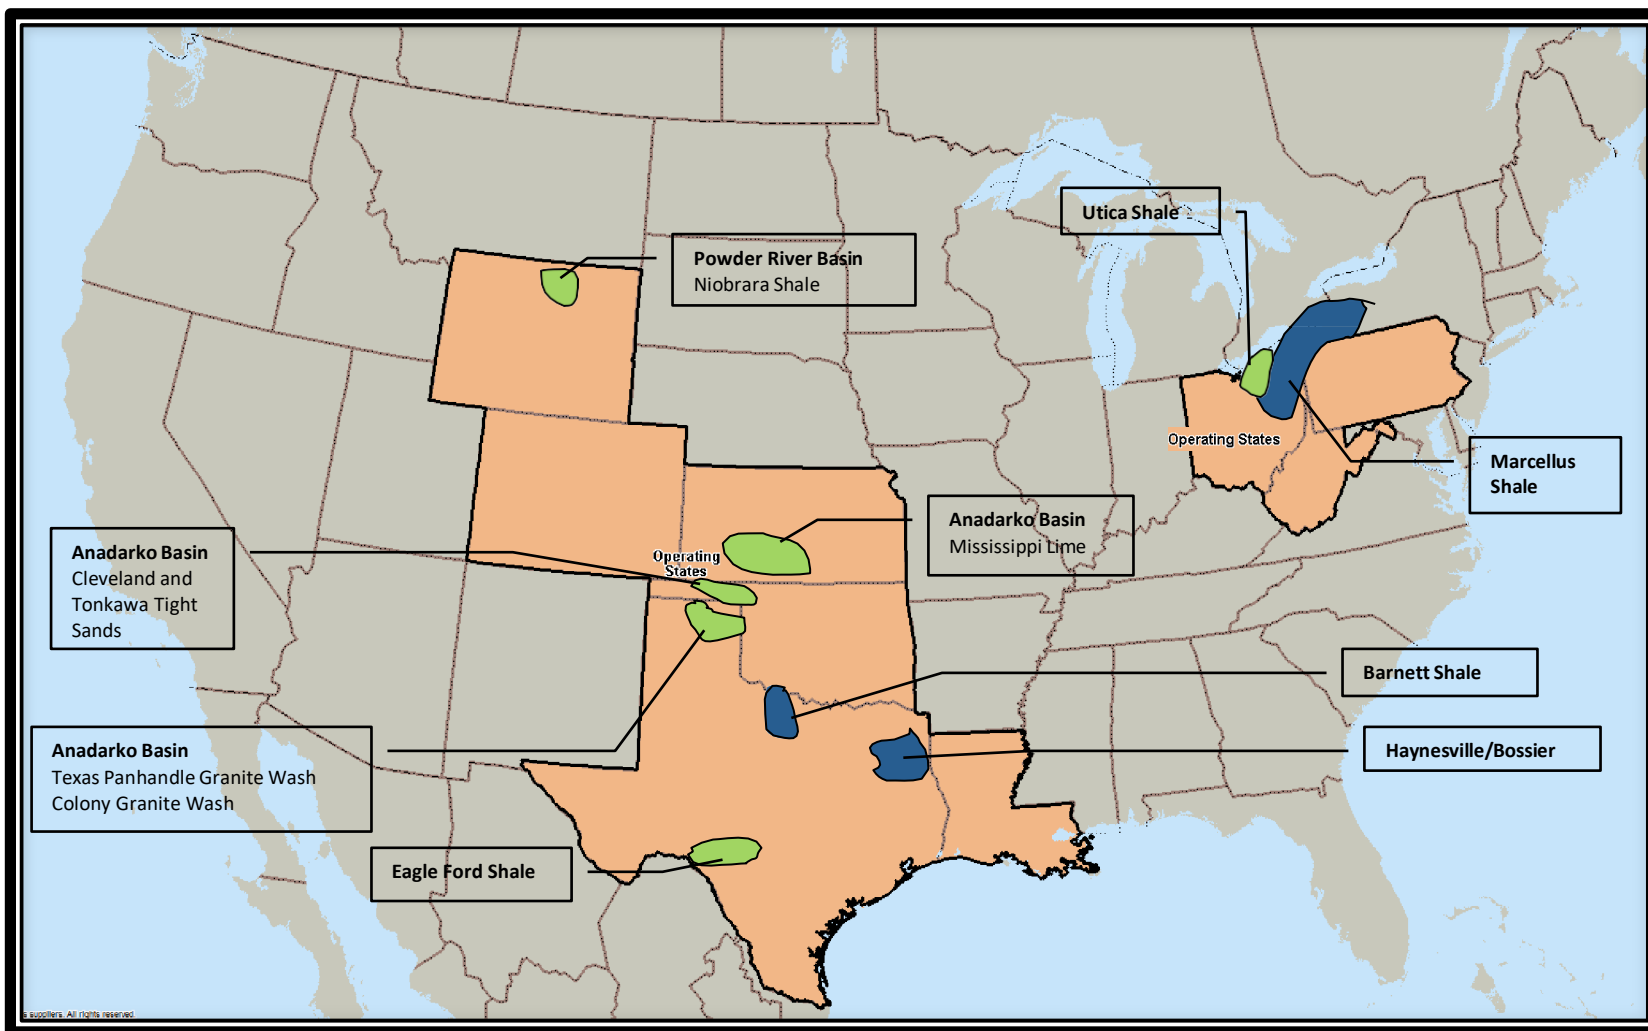 Utica Shale
Powder River Basin
Niobrara Shale
Operating States
Marcellus
Shale
Anadarko Basin
Mississippi Lime
Anadarko Basin
Cleveland and
Tonkawa Tight
Sands
Operating
States
Barnett Shale
Anadarko Basin
Texas Panhandle Granite Wash
Colony Granite Wash
Haynesville/Bossier
Eagle Ford Shale
suppliers. All rights reserved.